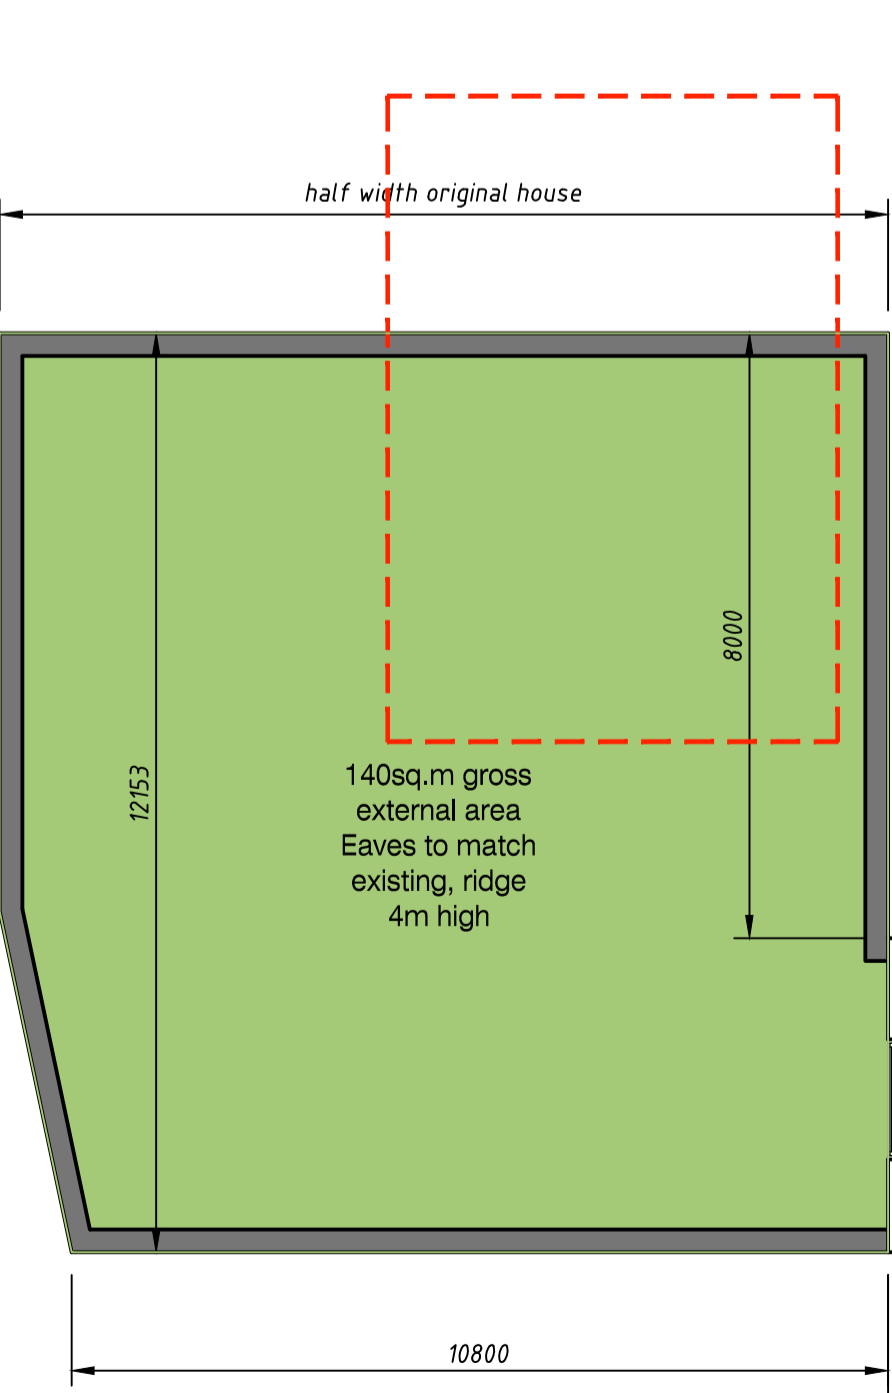 half width original house
8000
12153
140sq.m gross
external area
Eaves to match
existing, ridge
4m high
10800